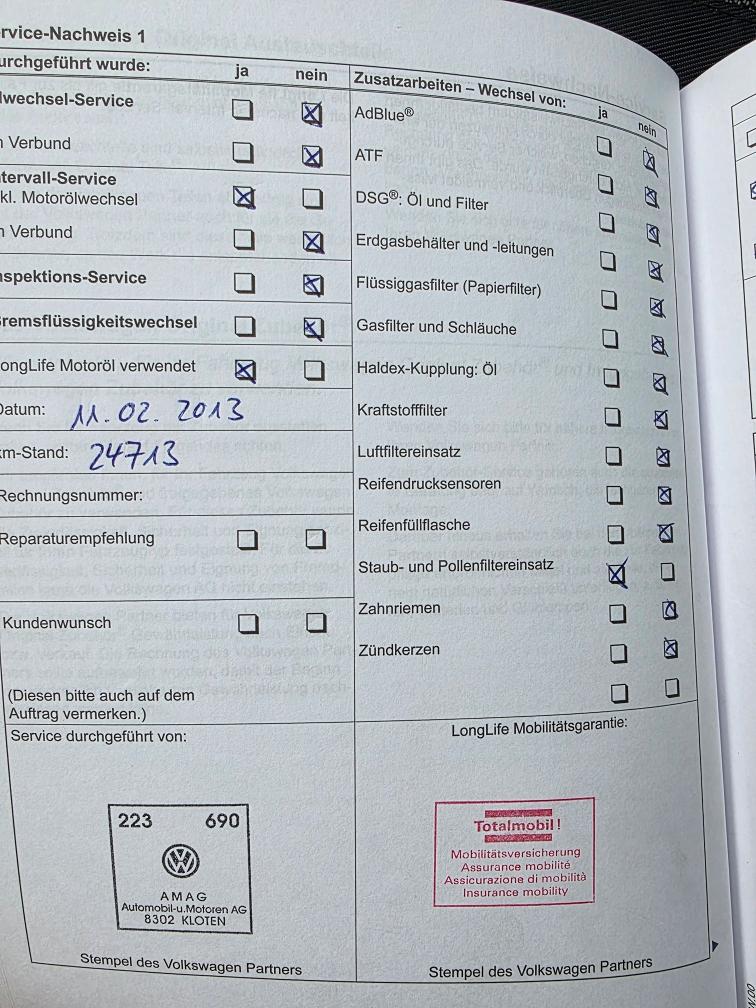 rvice-Nachweis 1
urchgeführt wurde:
ja
nein
lwechsel-Service
n Verbund
tervall-Service
kl. Motorölwechsel
n Verbund
nspektions-Service
Bremsflüssigkeitswechsel
LongLife Motoröl verwendet
Datum: 11.02.2013
km-Stand: 24713
Rechnungsnummer:
Reparaturempfehlung
Kundenwunsch
(Diesen bitte auch auf dem
Auftrag vermerken.)
Service durchgeführt von:
223 690
AMAG
Automobil-u.Motoren AG
8302 KLOTEN
Stempel des Volkswagen Partners
Zusatzarbeiten – Wechsel von:
ja
nein
AdBlue®
ATF
DSG®: Öl und Filter
Erdgasbehälter und -leitungen
Flüssiggasfilter (Papierfilter)
Gasfilter und Schläuche
Haldex-Kupplung: Öl
Kraftstofffilter
Luftfiltereinsatz
Reifendrucksensoren
Reifenfüllflasche
Staub- und Pollenfiltereinsatz
Zahnriemen
Zündkerzen
LongLife Mobilitätsgarantie:
Totalmobil!
Mobilitätsversicherung
Assurance mobilité
Assicurazione di mobilità
Insurance mobility
Stempel des Volkswagen Partners